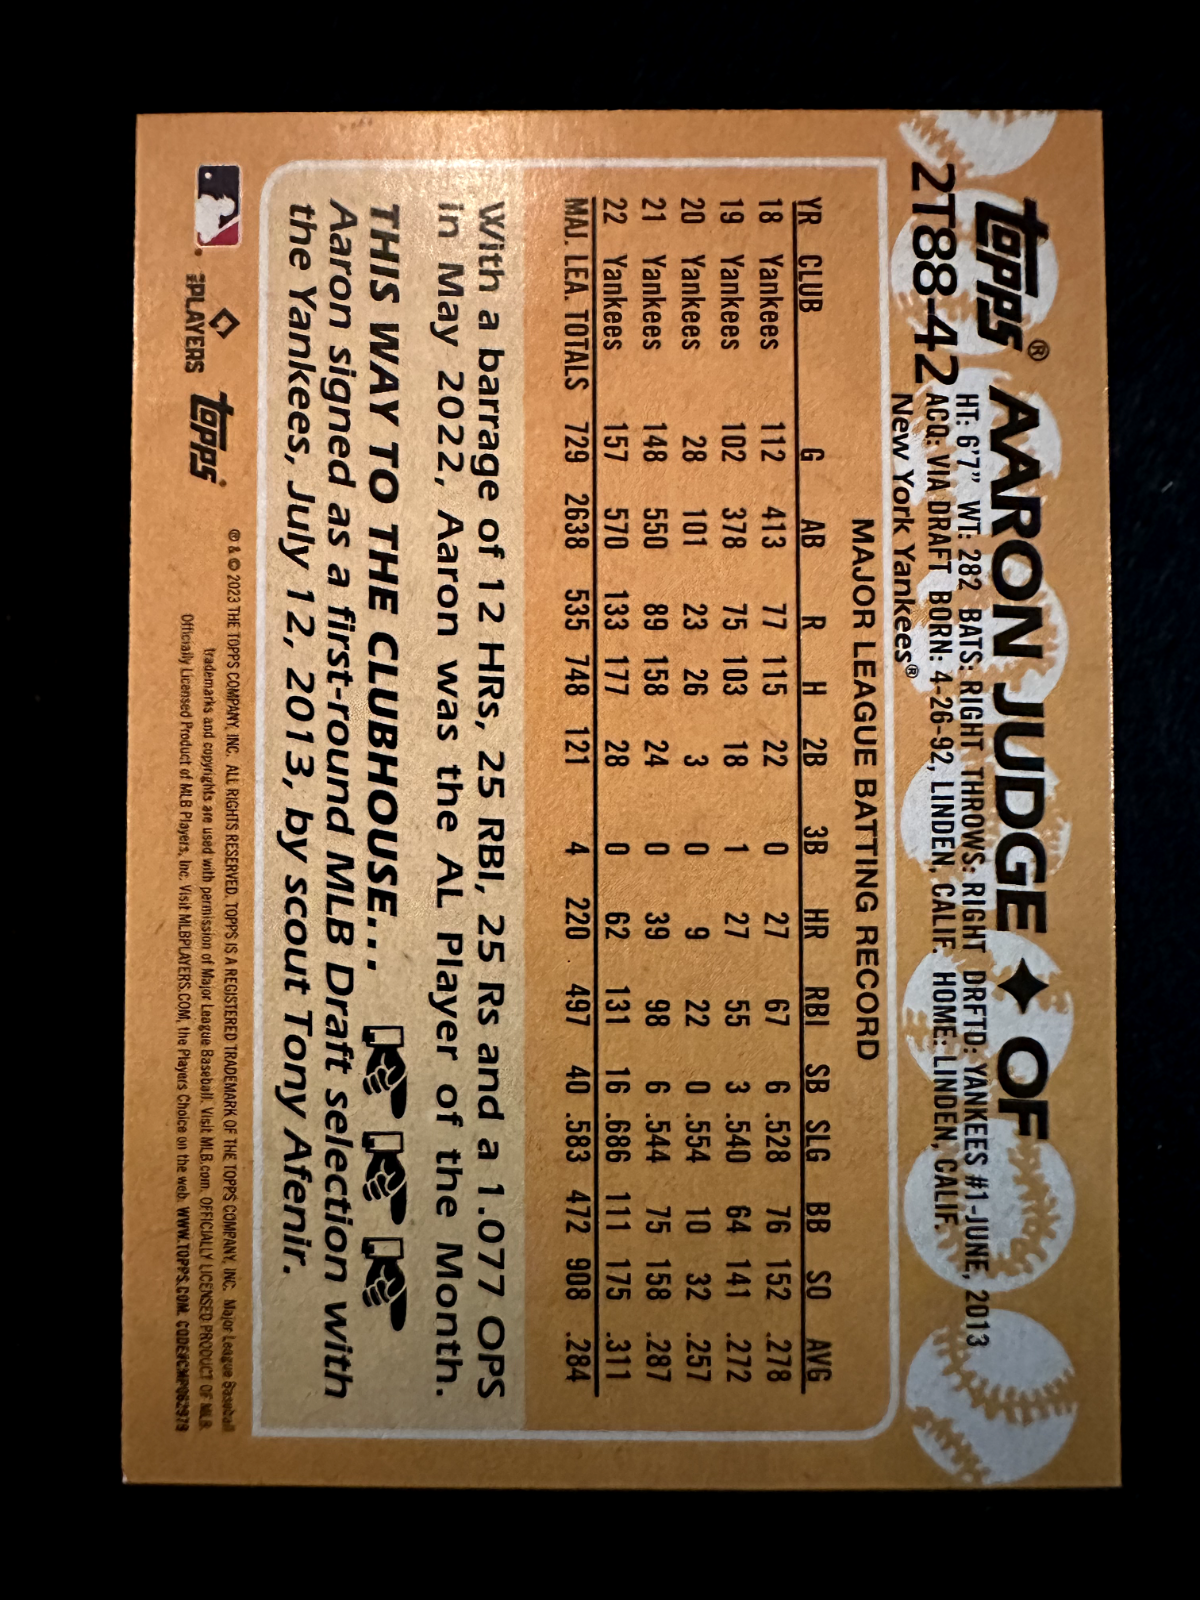 topps® AARON JUDGE ✦ OF
2T88-42
HT: 6'7" WT: 282 BATS: RIGHT THROWS: RIGHT DRFTD: YANKEES #1-JUNE, 2013
ACQ: VIA DRAFT BORN: 4-26-92, LINDEN, CALIF. HOME: LINDEN, CALIF.
New York Yankees®
MAJOR LEAGUE BATTING RECORD
YR CLUB G AB R H 2B 3B HR RBI SB SLG BB SO AVG
18 Yankees 112 413 77 115 22 0 27 67 6 .528 76 152 .278
19 Yankees 102 378 75 103 18 1 27 55 3 .540 64 141 .272
20 Yankees 28 101 23 26 3 0 9 22 0 .554 10 32 .257
21 Yankees 148 550 89 158 24 0 39 98 6 .544 75 158 .287
22 Yankees 157 570 133 177 28 0 62 131 16 .686 111 175 .311
MAJ. LEA. TOTALS 729 2638 535 748 121 4 220 497 40 .583 472 908 .284
With a barrage of 12 HRs, 25 RBI, 25 Rs and a 1.077 OPS
in May 2022, Aaron was the AL Player of the Month.
THIS WAY TO THE CLUBHOUSE...
Aaron signed as a first-round MLB Draft selection with
the Yankees, July 12, 2013, by scout Tony Afenir.
PLAYERS topps
® & © 2023 THE TOPPS COMPANY, INC. ALL RIGHTS RESERVED. TOPPS IS A REGISTERED TRADEMARK OF THE TOPPS COMPANY, INC. Major League Baseball
trademarks and copyrights are used with permission of Major League Baseball. Visit MLB.com. OFFICIALLY LICENSED PRODUCT OF MLB
Officially Licensed Product of MLB Players, Inc. Visit MLBPLAYERS.COM, the Players Choice on the web. WWW.TOPPS.COM. CODE#CMP062979